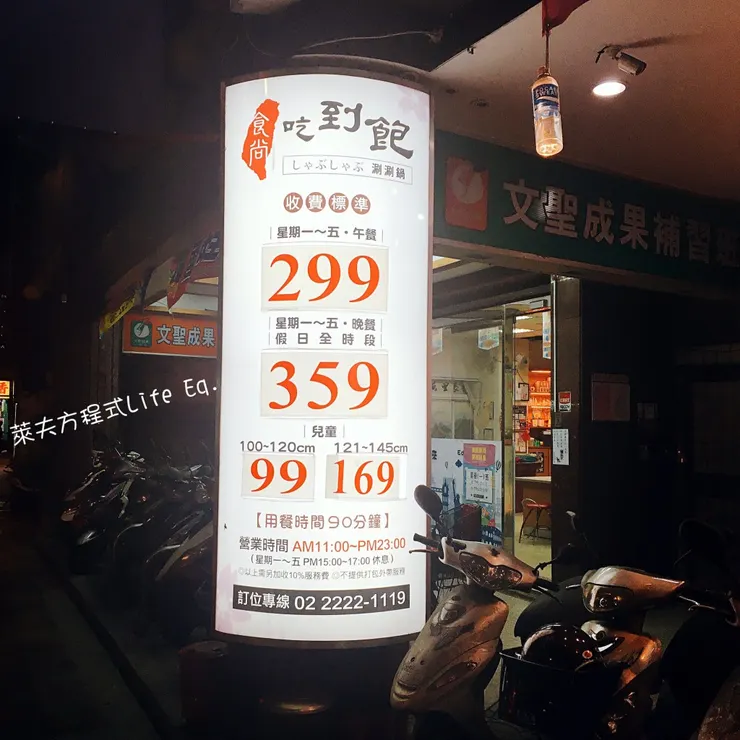 食尚
吃到飽
しゃぶしゃぶ 涮涮鍋
收費標準
星期一～五・午餐
299
星期一～五・晚餐
假日全時段
359
兒童
100~120cm 121~145cm
99 169
【用餐時間90分鐘】
營業時間 AM11:00~PM23:00
(星期一～五 PM15:00~17:00 休息)
◎以上需另加收10%服務費 ◎不提供打包外帶服務
訂位專線 02 2222-1119
文聖成果補習班
文聖成果
萊夫方程式Life Eq.